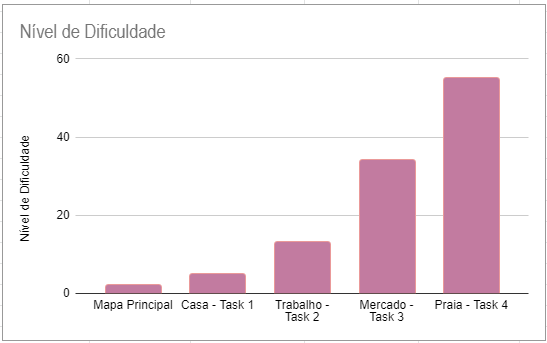 Nível de Dificuldade
Nível de Dificuldade
60
40
20
0
Mapa Principal
Casa - Task 1
Trabalho -
Task 2
Mercado -
Task 3
Praia - Task 4